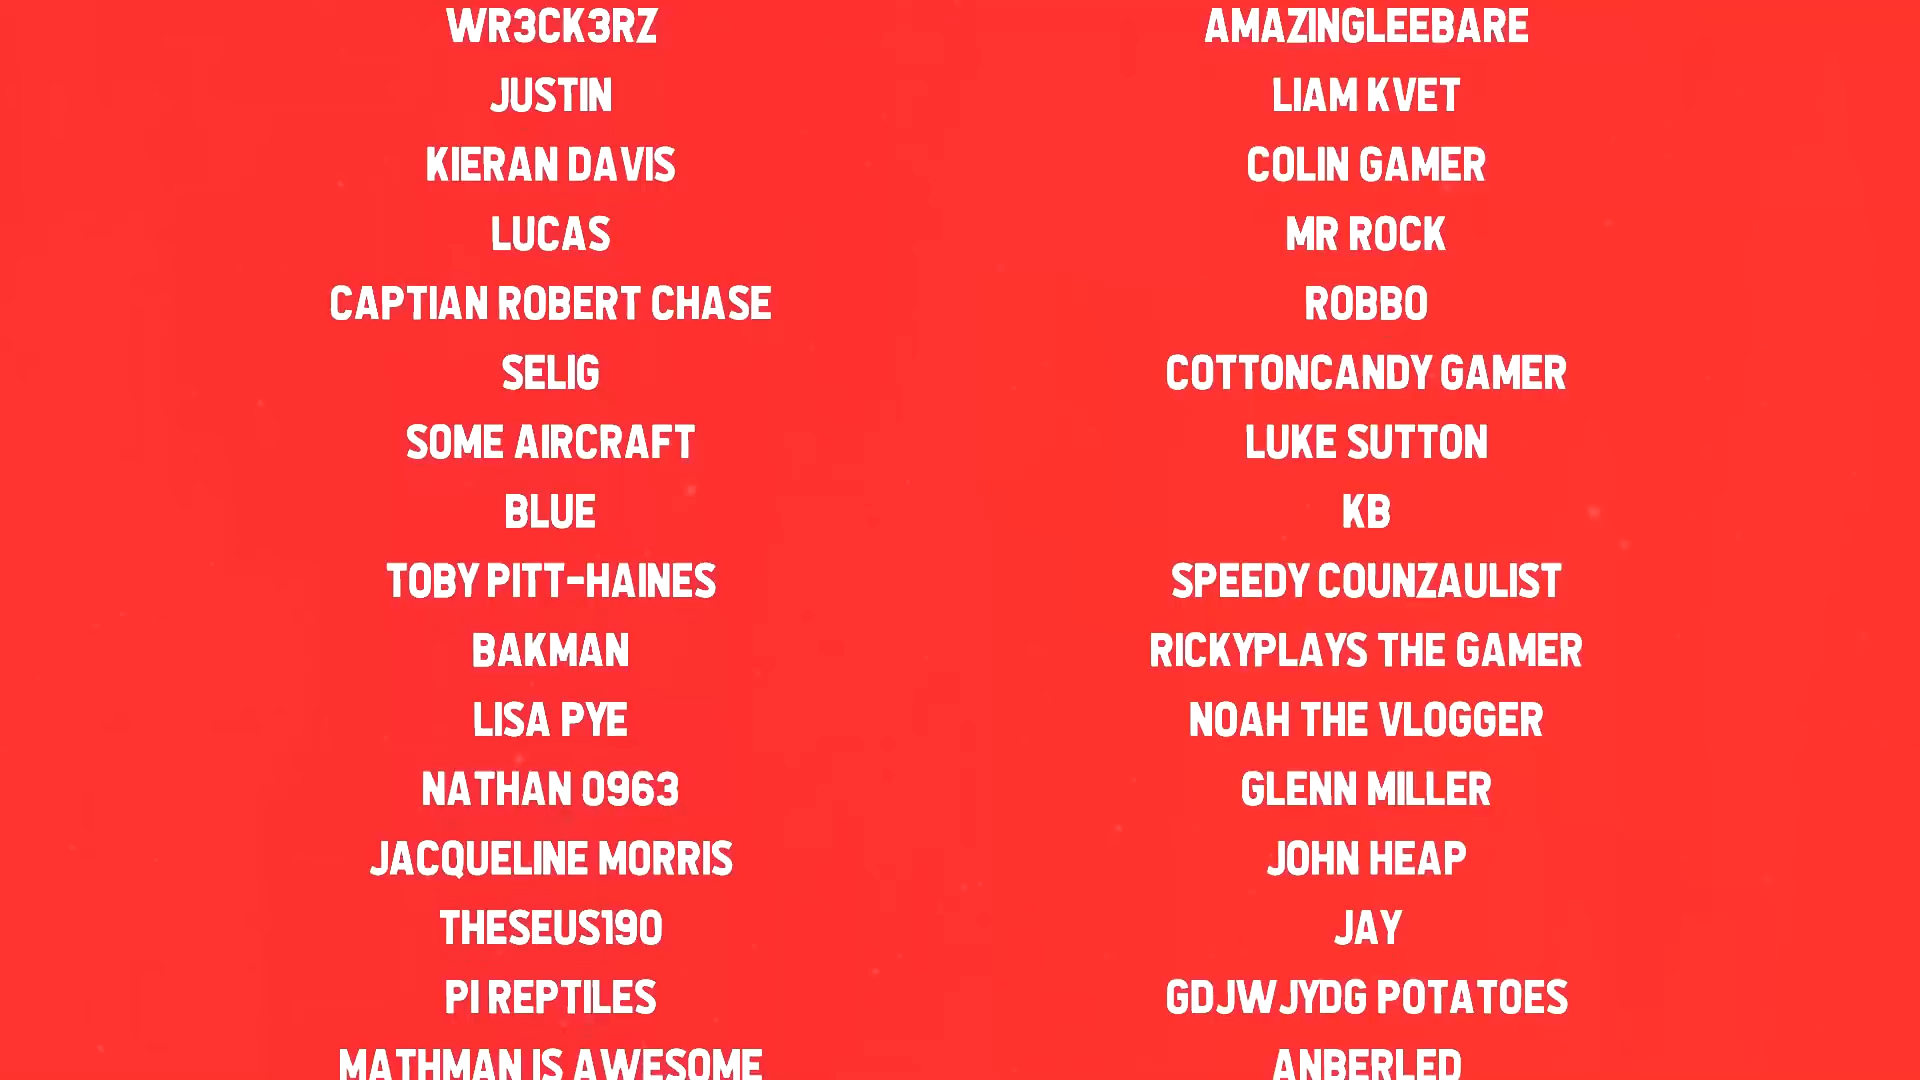 WR3CK3RZ
JUSTIN
KIERAN DAVIS
LUCAS
CAPTIAN ROBERT CHASE
SELIG
SOME AIRCRAFT
BLUE
TOBY PITT-HAINES
BAKMAN
LISA PYE
NATHAN 0963
JACQUELINE MORRIS
THESEUS190
PI REPTILES
MATHMAN IS AWESOME
AMAZINGLEEBARE
LIAM KVET
COLIN GAMER
MR ROCK
ROBBO
COTTONCANDY GAMER
LUKE SUTTON
KB
SPEEDY COUNZAULIST
RICKYPLAYS THE GAMER
NOAH THE VLOGGER
GLENN MILLER
JOHN HEAP
JAY
GDJWJYDG POTATOES
ANBERLED